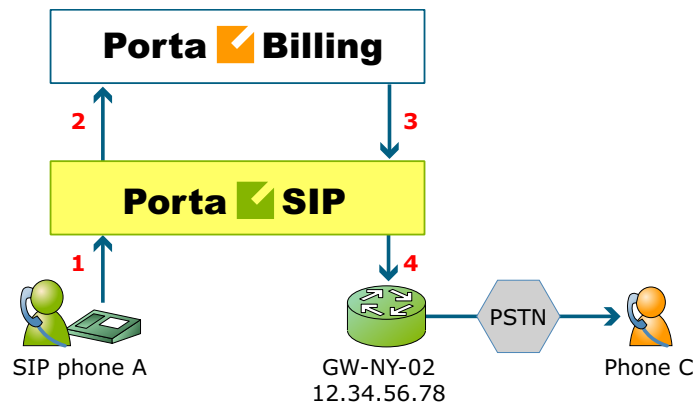 Porta Billing
2
3
Porta SIP
1
4
PSTN
SIP phone A
GW-NY-02
12.34.56.78
Phone C